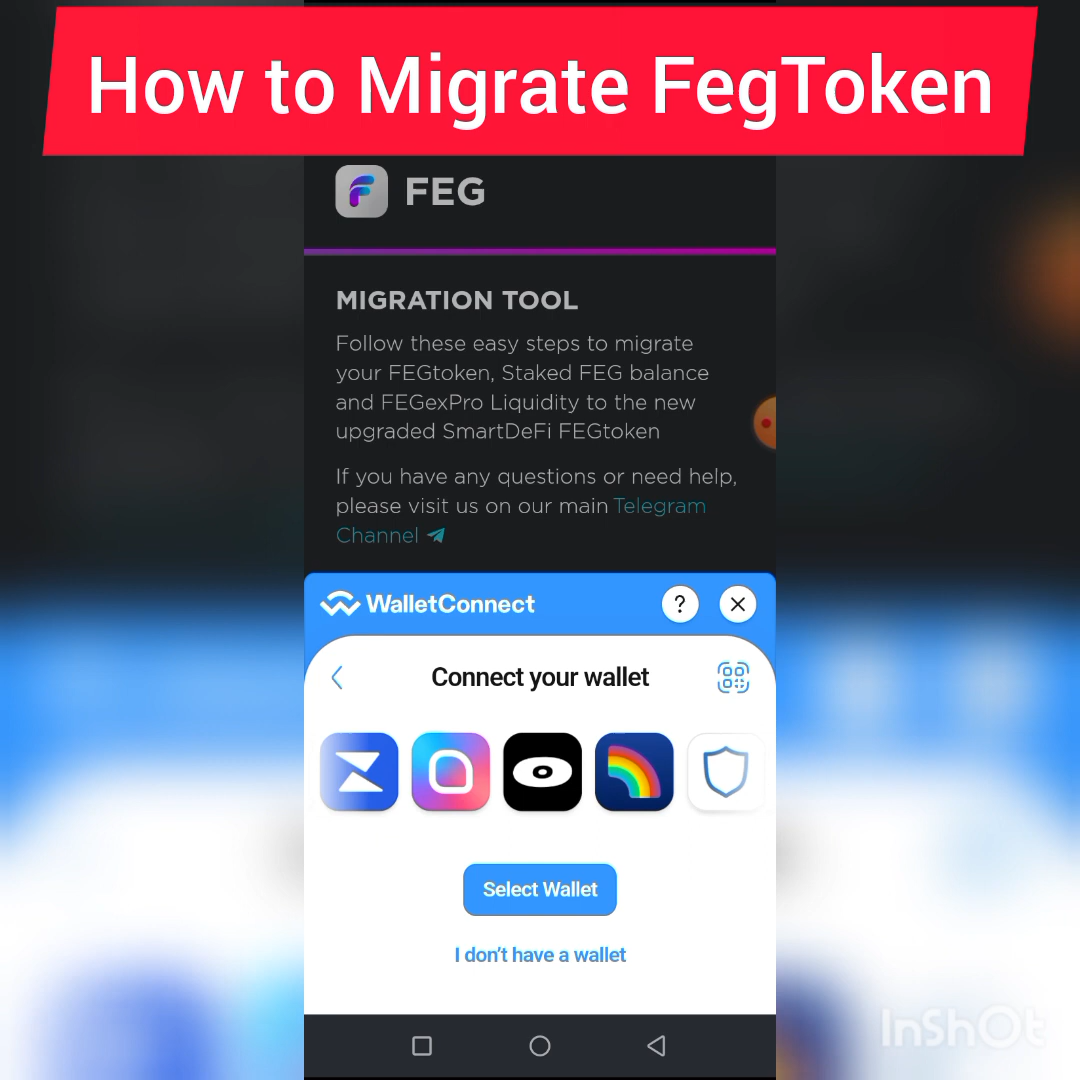 How to Migrate FegToken
FEG
MIGRATION TOOL
Follow these easy steps to migrate
your FEGtoken, Staked FEG balance
and FEGexPro Liquidity to the new
upgraded SmartDeFi FEGtoken
If you have any questions or need help,
please visit us on our main Telegram
Channel
WalletConnect
?
Connect your wallet
Select Wallet
I don’t have a wallet
InShOt